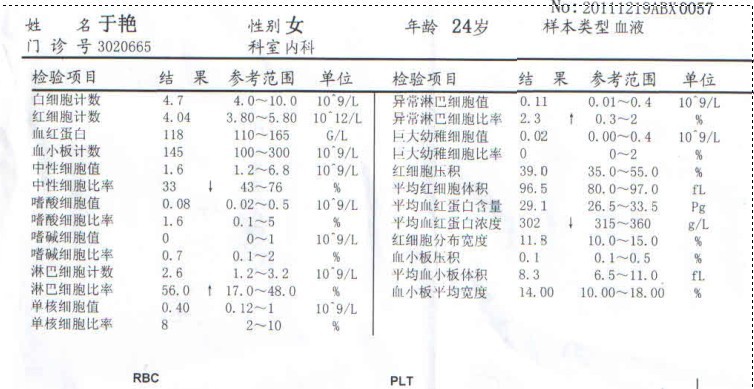 No: 20111219ABX0057
姓 名 于艳 性别 女 年龄 24岁 样本类型 血液
门 诊 号 3020665 科室 内科
检验项目 结 果 参考范围 单位
白细胞计数 4.7 4.0～10.0 10^9/L
红细胞计数 4.04 3.80～5.80 10^12/L
血红蛋白 118 110～165 G/L
血小板计数 145 100～300 10^9/L
中性细胞值 1.6 1.2～6.8 10^9/L
中性细胞比率 33 ↓ 43～76 %
嗜酸细胞值 0.08 0.02～0.5 10^9/L
嗜酸细胞比率 1.6 0.1～5 %
嗜碱细胞值 0 0～1 10^9/L
嗜碱细胞比率 0.7 0.1～2 %
淋巴细胞计数 2.6 1.2～3.2 10^9/L
淋巴细胞比率 56.0 ↑ 17.0～48.0 %
单核细胞值 0.40 0.12～1 10^9/L
单核细胞比率 8 2～10 %
检验项目 结 果 参考范围 单位
异常淋巴细胞值 0.11 0.01～0.4 10^9/L
异常淋巴细胞比率 2.3 ↑ 0.3～2 %
巨大幼稚细胞值 0.02 0.00～0.4 10^9/L
巨大幼稚细胞比率 0 0～2 %
红细胞压积 39.0 35.0～55.0 %
平均红细胞体积 96.5 80.0～97.0 fL
平均血红蛋白含量 29.1 26.5～33.5 Pg
平均血红蛋白浓度 302 ↓ 315～360 g/L
红细胞分布宽度 11.8 10.0～15.0 %
血小板压积 0.1 0.1～0.5 %
平均血小板体积 8.3 6.5～11.0 fL
血小板平均宽度 14.00 10.00～18.00 %
RBC PLT